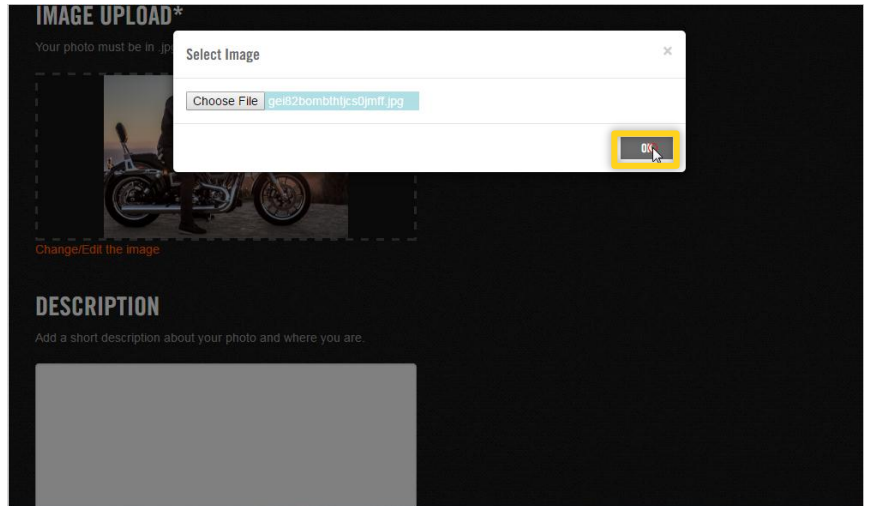 IMAGE UPLOAD*
Your photo must be in .jp
Select Image
×
Choose File gei82bombthtjcs0jmff.jpg
OK
Change/Edit the image
DESCRIPTION
Add a short description about your photo and where you are.